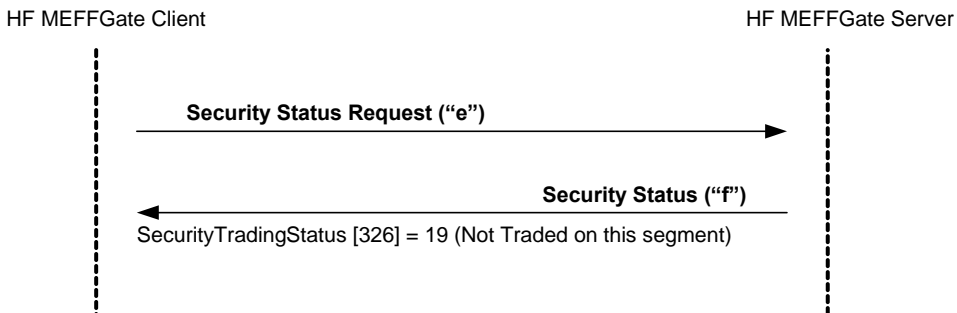 HF MEFFGate Client
HF MEFFGate Server
Security Status Request (“e”)
Security Status (“f”)
SecurityTradingStatus [326] = 19 (Not Traded on this segment)